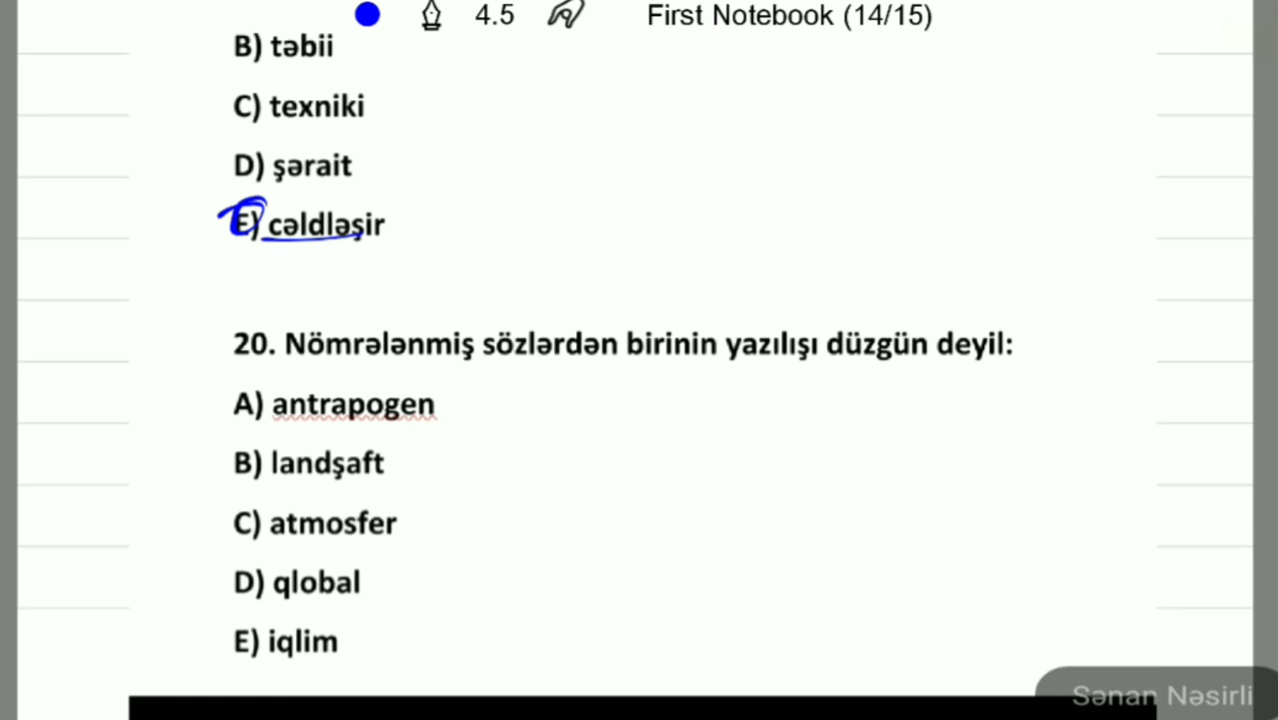 4.5 First Notebook (14/15)
B) təbii
C) texniki
D) şərait
E) cəldləşir
20. Nömrələnmiş sözlərdən birinin yazılışı düzgün deyil:
A) antrapogen
B) landşaft
C) atmosfer
D) qlobal
E) iqlim
Sənan Nəsirli